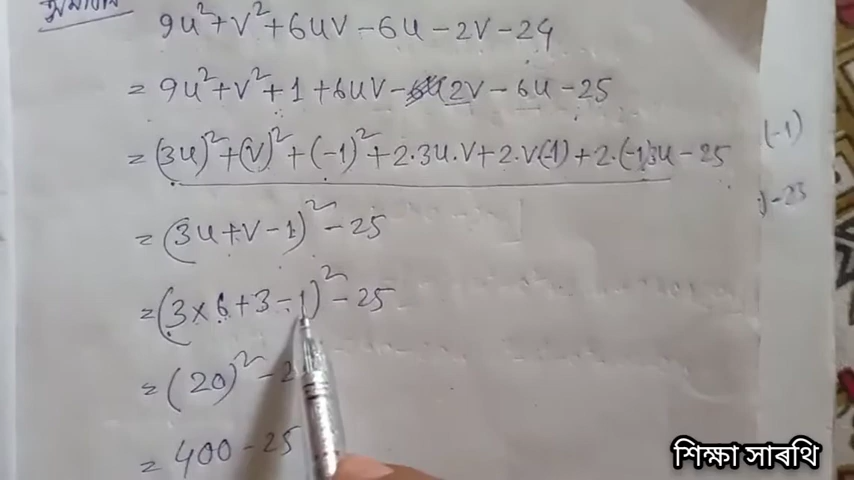 9u²+v²+6uv-6u-2v-24
= 9u²+v²+1+6uv-2v-6u-25
= (3u)²+(v)²+(-1)²+2·3u·v+2·v(-1)+2·(-1)3u-25
(-1)
-25
= (3u+v-1)²-25
= (3×6+3-1)²-25
= (20)²-2
= 400-25
শিক্ষা সাৰথি